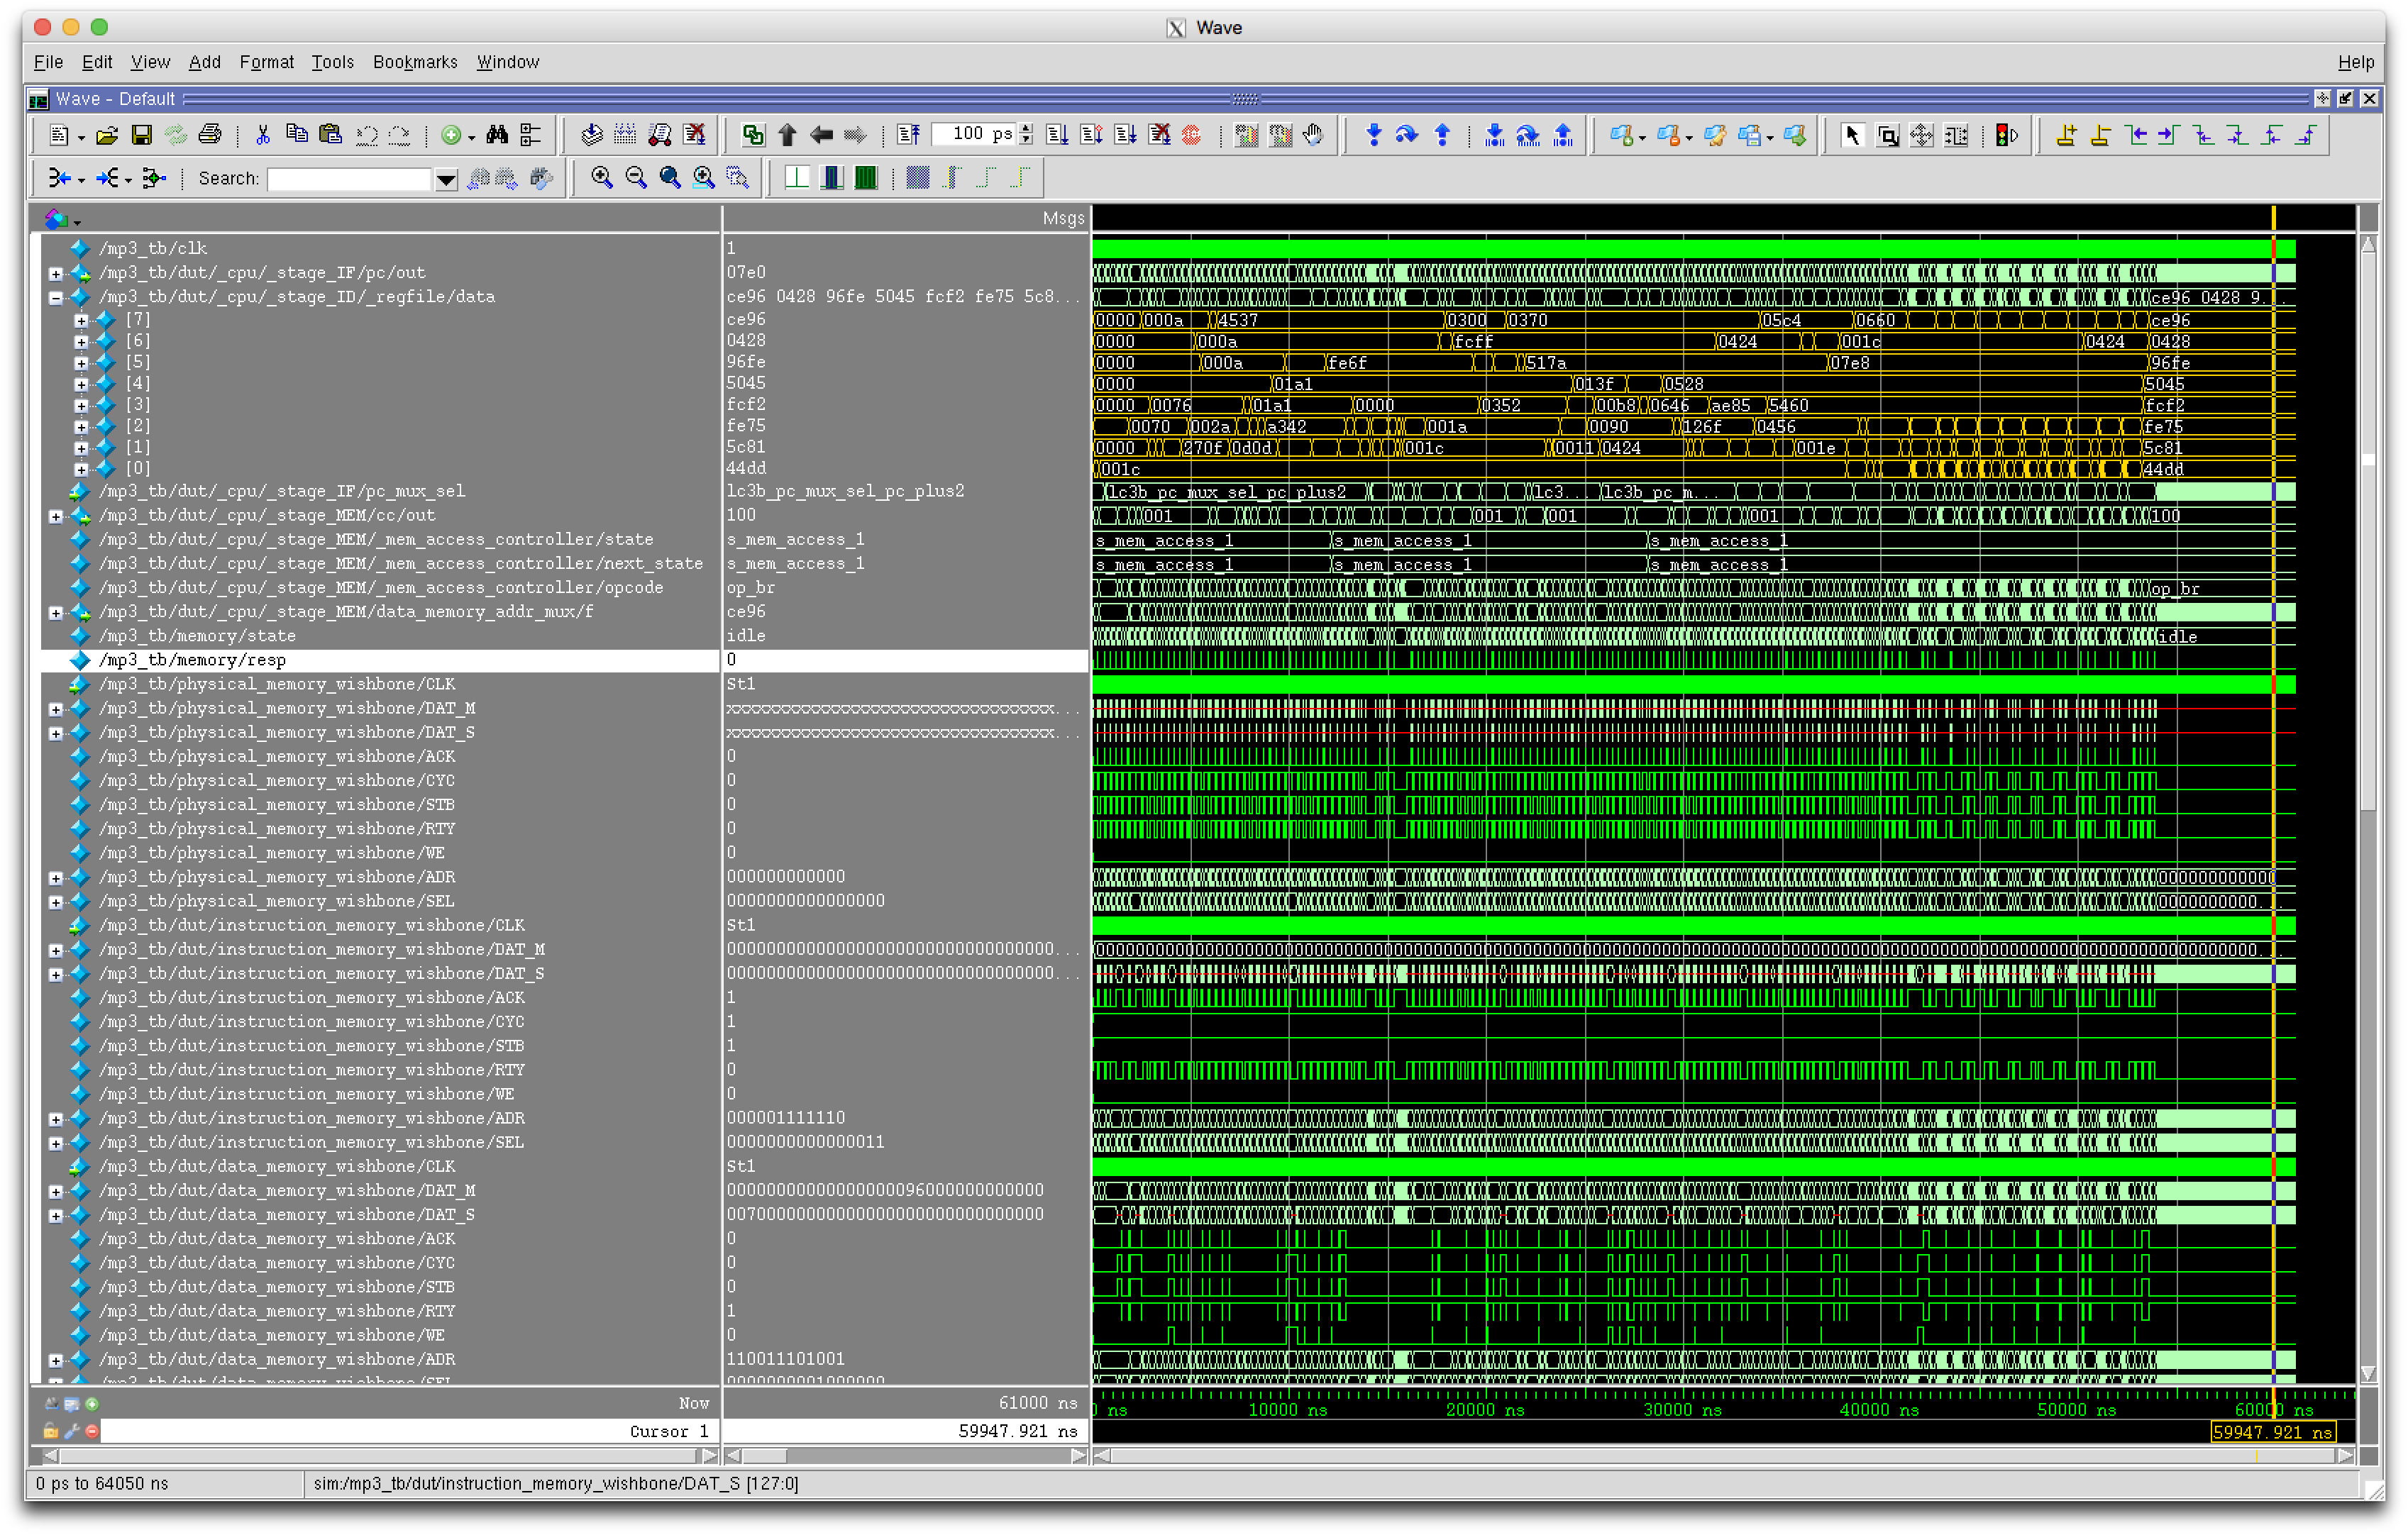 Wave
File Edit View Add Format Tools Bookmarks Window Help
Wave - Default
100 ps
Search:
Msgs
/mp3_tb/clk 1
/mp3_tb/dut/_cpu/_stage_IF/pc/out 07e0
/mp3_tb/dut/_cpu/_stage_ID/_regfile/data ce96 0428 96fe 5045 fcf2 fe75 5c8... ce96 0428 9...
[7] ce96 0000 000a 4537 0300 0370 05c4 0660 ce96
[6] 0428 0000 000a fcff 0424 001c 0424 0428
[5] 96fe 0000 000a fe6f 517a 07e8 96fe
[4] 5045 0000 01a1 013f 0528 5045
[3] fcf2 0000 0076 01a1 0000 0352 00b8 0646 ae85 5460 fcf2
[2] fe75 0070 002a a342 001a 0090 126f 0456 fe75
[1] 5c81 0000 270f 0d0d 001c 0011 0424 001e 5c81
[0] 44dd 001c 44dd
/mp3_tb/dut/_cpu/_stage_IF/pc_mux_sel lc3b_pc_mux_sel_pc_plus2 lc3b_pc_mux_sel_pc_plus2 lc3... lc3b_pc_m...
/mp3_tb/dut/_cpu/_stage_MEM/cc/out 100 001 001 001 001 100
/mp3_tb/dut/_cpu/_stage_MEM/_mem_access_controller/state s_mem_access_1 s_mem_access_1 s_mem_access_1 s_mem_access_1
/mp3_tb/dut/_cpu/_stage_MEM/_mem_access_controller/next_state s_mem_access_1 s_mem_access_1 s_mem_access_1 s_mem_access_1
/mp3_tb/dut/_cpu/_stage_MEM/_mem_access_controller/opcode op_br op_br
/mp3_tb/dut/_cpu/_stage_MEM/data_memory_addr_mux/f ce96
/mp3_tb/memory/state idle idle
/mp3_tb/memory/resp 0
/mp3_tb/physical_memory_wishbone/CLK St1
/mp3_tb/physical_memory_wishbone/DAT_M
/mp3_tb/physical_memory_wishbone/DAT_S
/mp3_tb/physical_memory_wishbone/ACK 0
/mp3_tb/physical_memory_wishbone/CYC 0
/mp3_tb/physical_memory_wishbone/STB 0
/mp3_tb/physical_memory_wishbone/RTY 0
/mp3_tb/physical_memory_wishbone/WE 0
/mp3_tb/physical_memory_wishbone/ADR 000000000000 000000000000
/mp3_tb/physical_memory_wishbone/SEL 0000000000000000 0000000000...
/mp3_tb/dut/instruction_memory_wishbone/CLK St1
/mp3_tb/dut/instruction_memory_wishbone/DAT_M
/mp3_tb/dut/instruction_memory_wishbone/DAT_S
/mp3_tb/dut/instruction_memory_wishbone/ACK 1
/mp3_tb/dut/instruction_memory_wishbone/CYC 1
/mp3_tb/dut/instruction_memory_wishbone/STB 1
/mp3_tb/dut/instruction_memory_wishbone/RTY 0
/mp3_tb/dut/instruction_memory_wishbone/WE 0
/mp3_tb/dut/instruction_memory_wishbone/ADR 000001111110
/mp3_tb/dut/instruction_memory_wishbone/SEL 0000000000000011
/mp3_tb/dut/data_memory_wishbone/CLK St1
/mp3_tb/dut/data_memory_wishbone/DAT_M 00000000000000000096000000000000
/mp3_tb/dut/data_memory_wishbone/DAT_S 00700000000000000000000000000000
/mp3_tb/dut/data_memory_wishbone/ACK 0
/mp3_tb/dut/data_memory_wishbone/CYC 0
/mp3_tb/dut/data_memory_wishbone/STB 0
/mp3_tb/dut/data_memory_wishbone/RTY 1
/mp3_tb/dut/data_memory_wishbone/WE 0
/mp3_tb/dut/data_memory_wishbone/ADR 110011101001
/mp3_tb/dut/data_memory_wishbone/SEL 0000000001000000
Now 61000 ns ns 10000 ns 20000 ns 30000 ns 40000 ns 50000 ns 60000 ns
Cursor 1 59947.921 ns 59947.921 ns
0 ps to 64050 ns sim:/mp3_tb/dut/instruction_memory_wishbone/DAT_S [127:0]